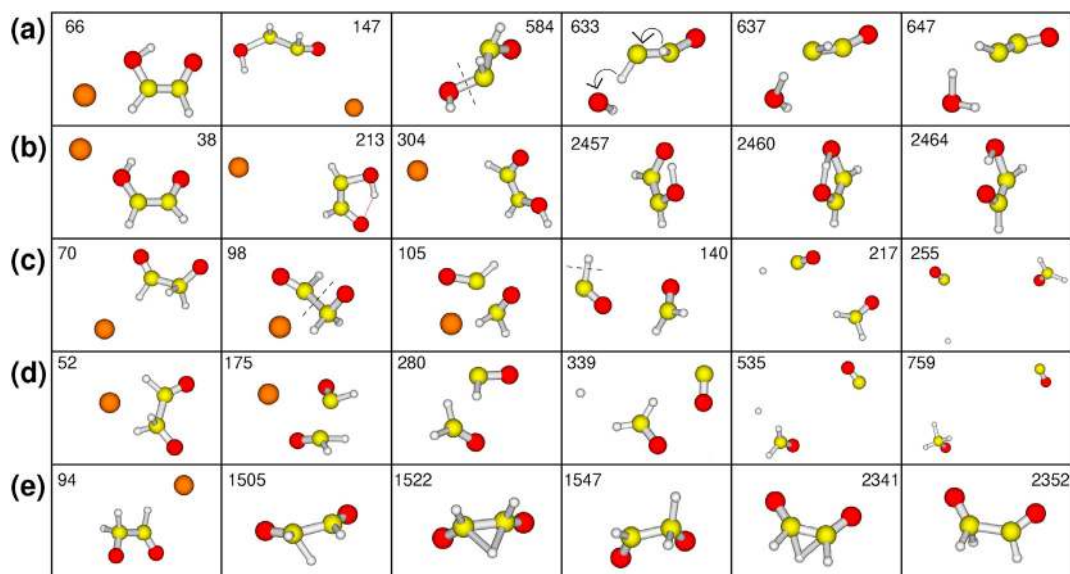 (a) 66 147 584 633 637 647
(b) 38 213 304 2457 2460 2464
(c) 70 98 105 140 217 255
(d) 52 175 280 339 535 759
(e) 94 1505 1522 1547 2341 2352